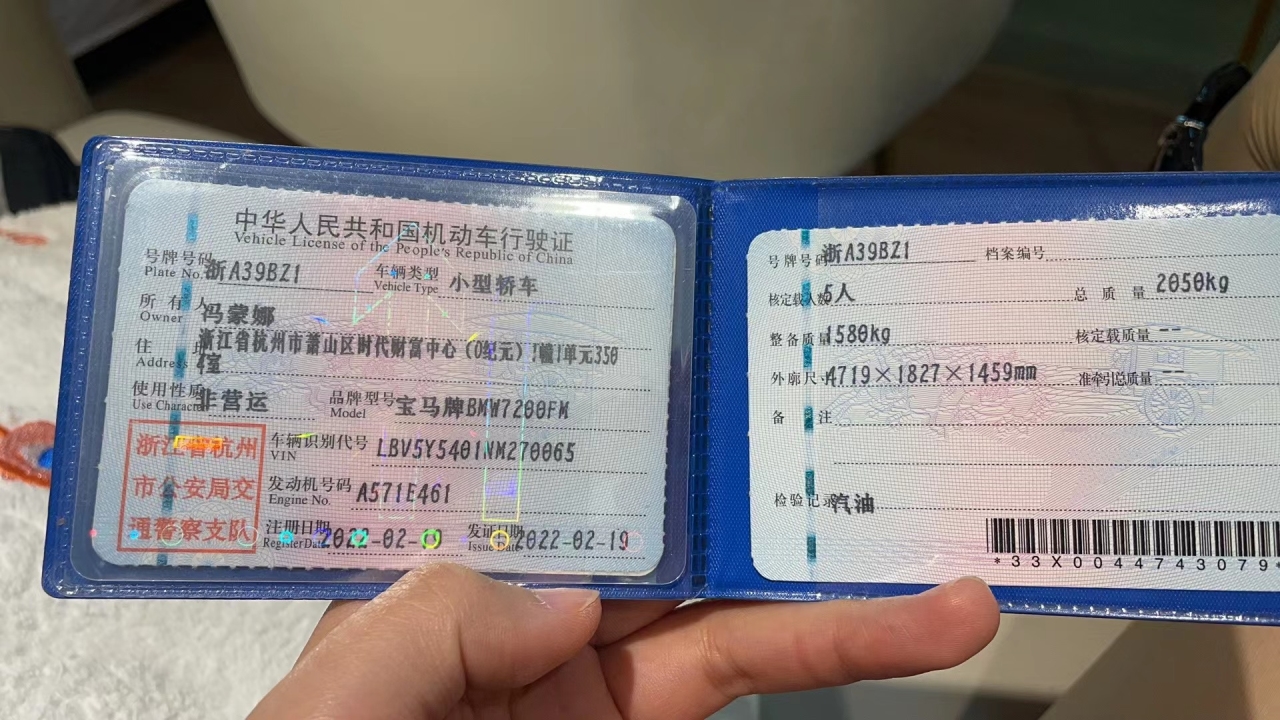 中华人民共和国机动车行驶证
Vehicle License of the People's Republic of China
号牌号码 浙A39BZ1 车辆类型 小型轿车
Plate No. Vehicle Type
所有人 冯蒙娜
Owner
住址 浙江省杭州市萧山区时代财富中心(0纪元)1幢1单元350
Address 4室
使用性质 非营运 品牌型号 宝马牌BMW7200FM
Use Character Model
浙江省杭州
市公安局交
通警察支队
车辆识别代号 LBV5Y5401NM270065
VIN
发动机号码 A571E461
Engine No.
注册日期 2022-02-19 发证日期 2022-02-19
Register Date Issue Date
号牌号码 浙A39BZ1 档案编号
核定载人数 5人 总质量 2050kg
整备质量 1580kg 核定载质量 --
外廓尺寸 4719×1827×1459mm 准牵引总质量 --
备注
检验记录 汽油
*33X0044743079*